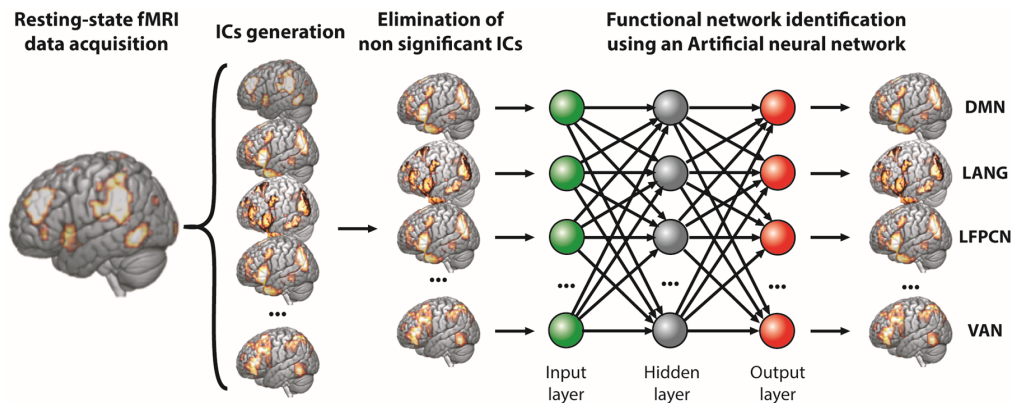 Resting-state fMRI
data acquisition
ICs generation
Elimination of
non significant ICs
Functional network identification
using an Artificial neural network
DMN
LANG
LFPCN
...
...
...
...
...
...
VAN
Input
layer
Hidden
layer
Output
layer